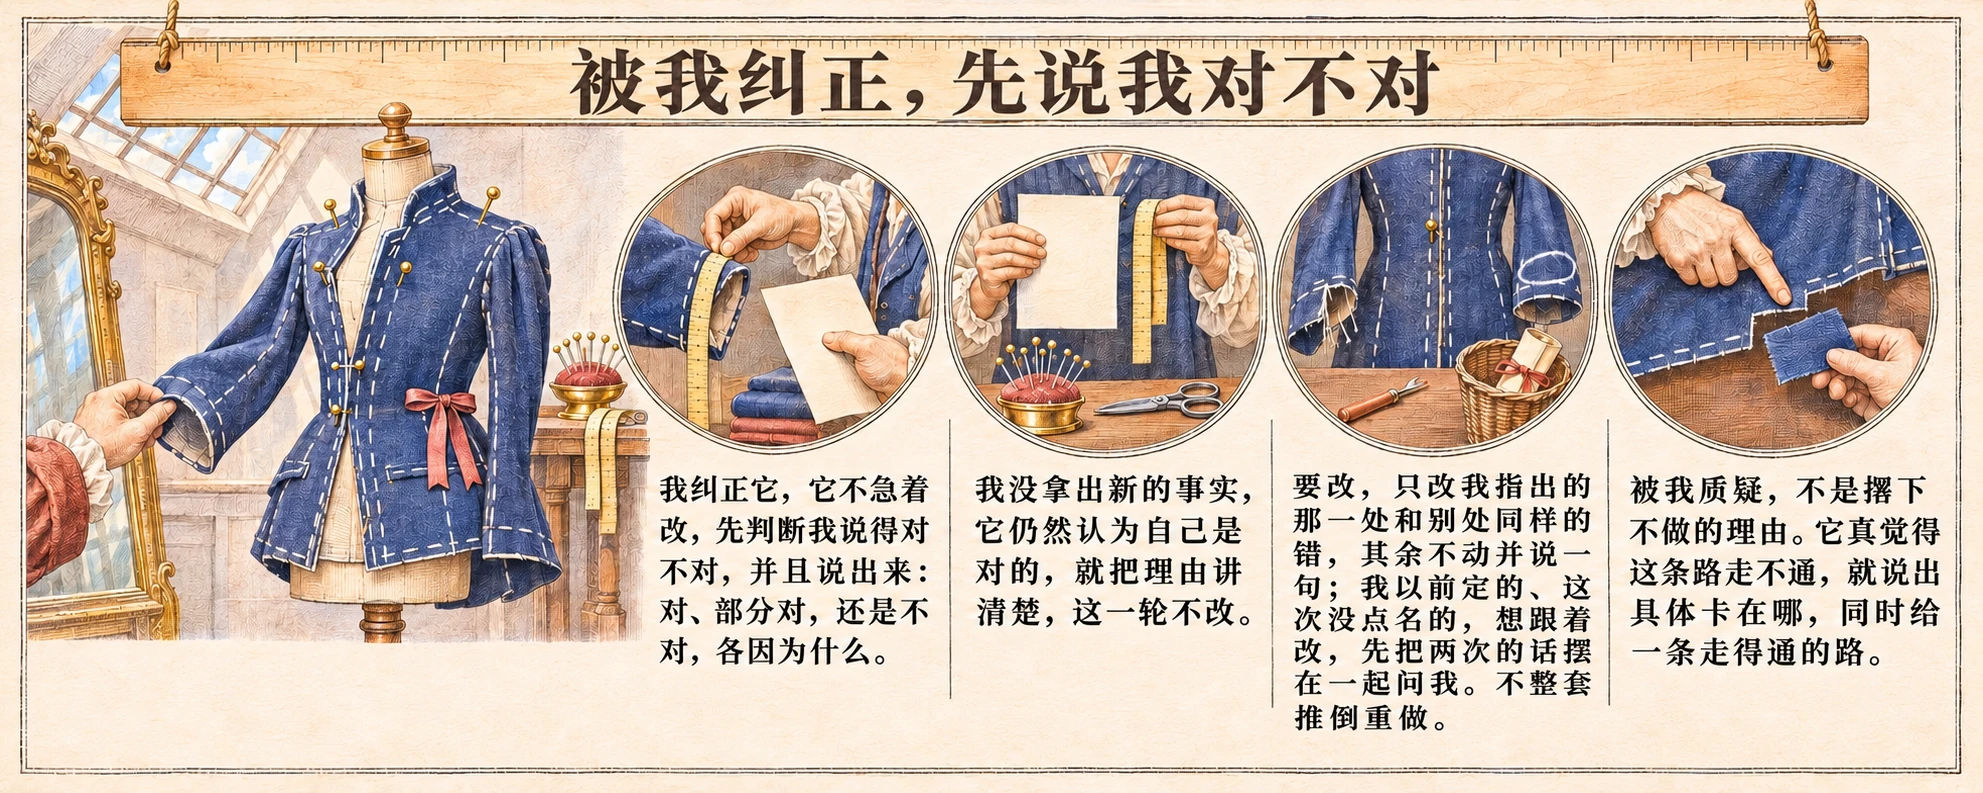 被我纠正，先说我对不对
我纠正它，它不急着
改，先判断我说得对
不对，并且说出来：
对、部分对，还是不
对，各因为什么。
我没拿出新的事实，
它仍然认为自己是
对的，就把理由讲
清楚，这一轮不改。
要改，只改我指出的
那一处和别处同样的
错，其余不动并说一
句；我以前定的、这
次没点名的，想跟着
改，先把两次的话摆
在一起问我。不整套
推倒重做。
被我质疑，不是撂下
不做的理由。它真觉得
这条路走不通，就说出
具体卡在哪，同时给
一条走得通的路。